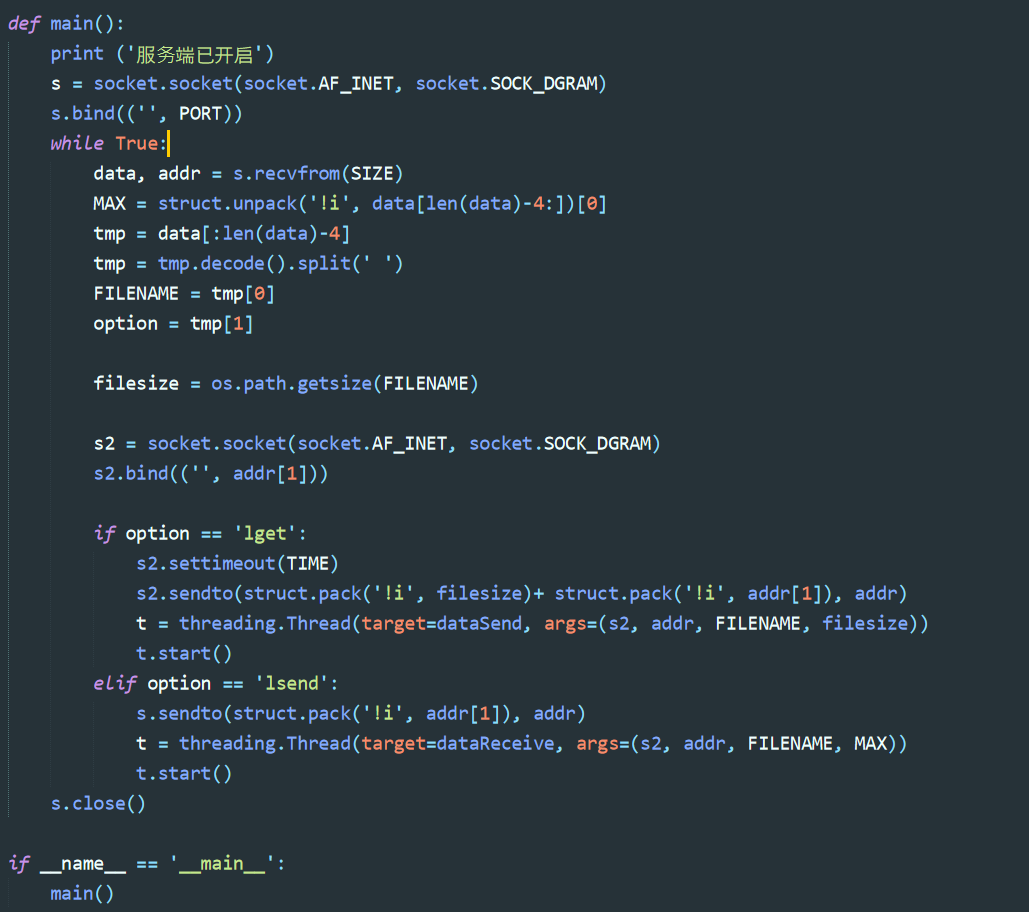 def main():
    print ('服务端已开启')
    s = socket.socket(socket.AF_INET, socket.SOCK_DGRAM)
    s.bind(('', PORT))
    while True:
        data, addr = s.recvfrom(SIZE)
        MAX = struct.unpack('!i', data[len(data)-4:])[0]
        tmp = data[:len(data)-4]
        tmp = tmp.decode().split(' ')
        FILENAME = tmp[0]
        option = tmp[1]

        filesize = os.path.getsize(FILENAME)

        s2 = socket.socket(socket.AF_INET, socket.SOCK_DGRAM)
        s2.bind(('', addr[1]))

        if option == 'lget':
            s2.settimeout(TIME)
            s2.sendto(struct.pack('!i', filesize)+ struct.pack('!i', addr[1]), addr)
            t = threading.Thread(target=dataSend, args=(s2, addr, FILENAME, filesize))
            t.start()
        elif option == 'lsend':
            s.sendto(struct.pack('!i', addr[1]), addr)
            t = threading.Thread(target=dataReceive, args=(s2, addr, FILENAME, MAX))
            t.start()
    s.close()

if __name__ == '__main__':
    main()